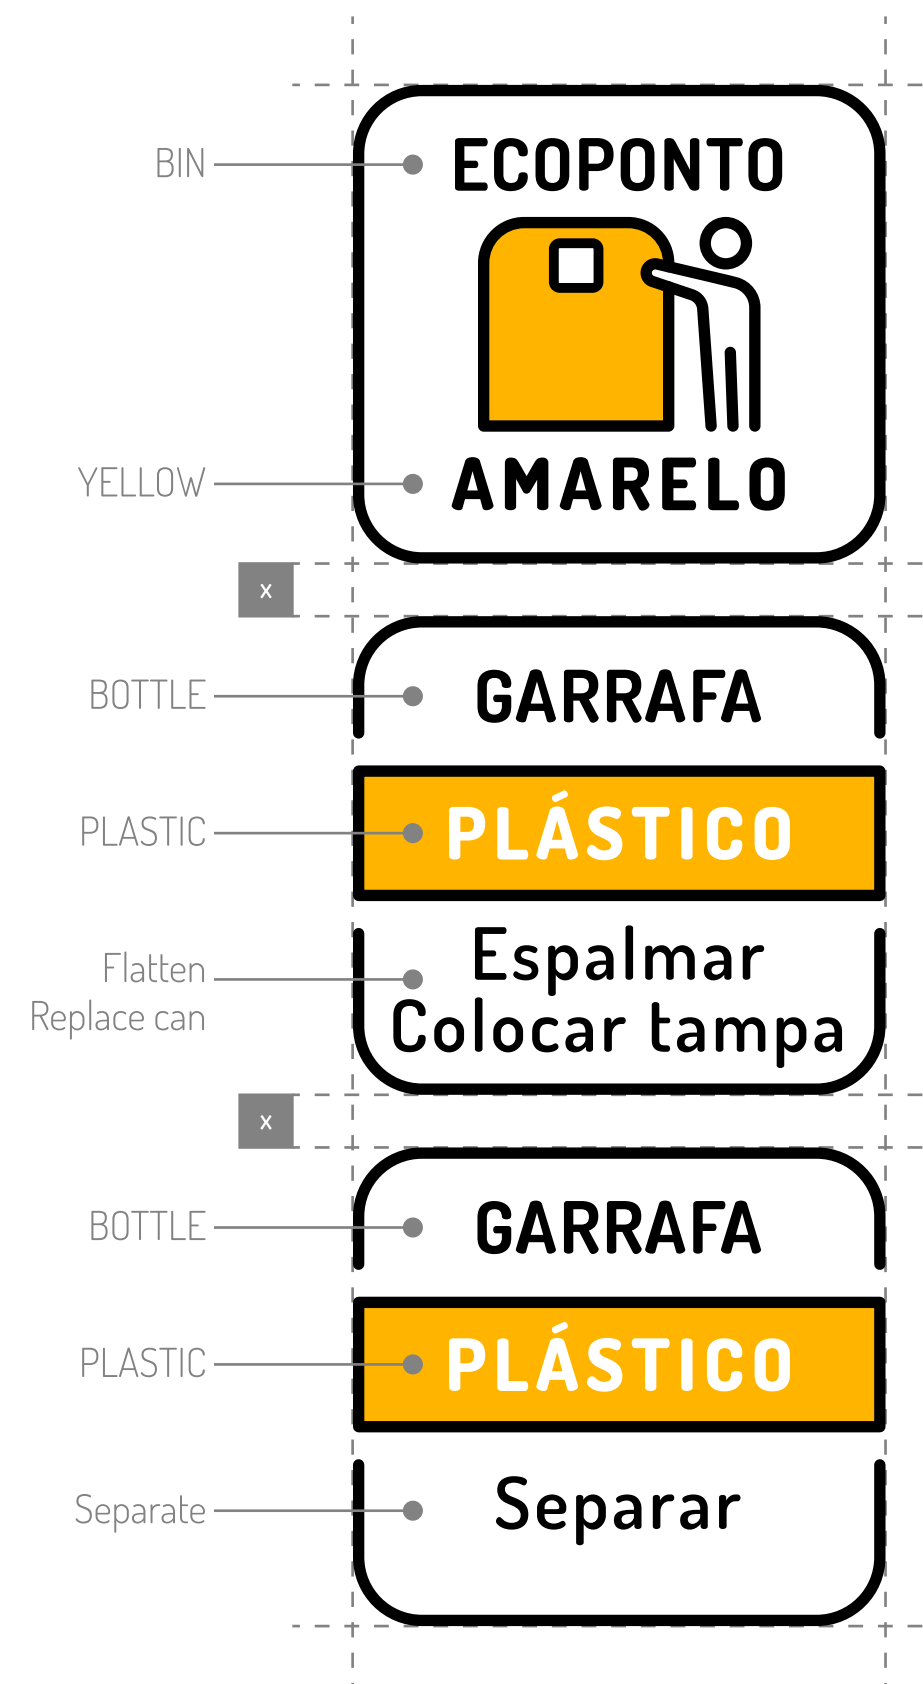 BIN
ECOPONTO
YELLOW
AMARELO
x
BOTTLE
GARRAFA
PLASTIC
PLÁSTICO
Flatten
Replace can
Espalmar
Colocar tampa
x
BOTTLE
GARRAFA
PLASTIC
PLÁSTICO
Separate
Separar